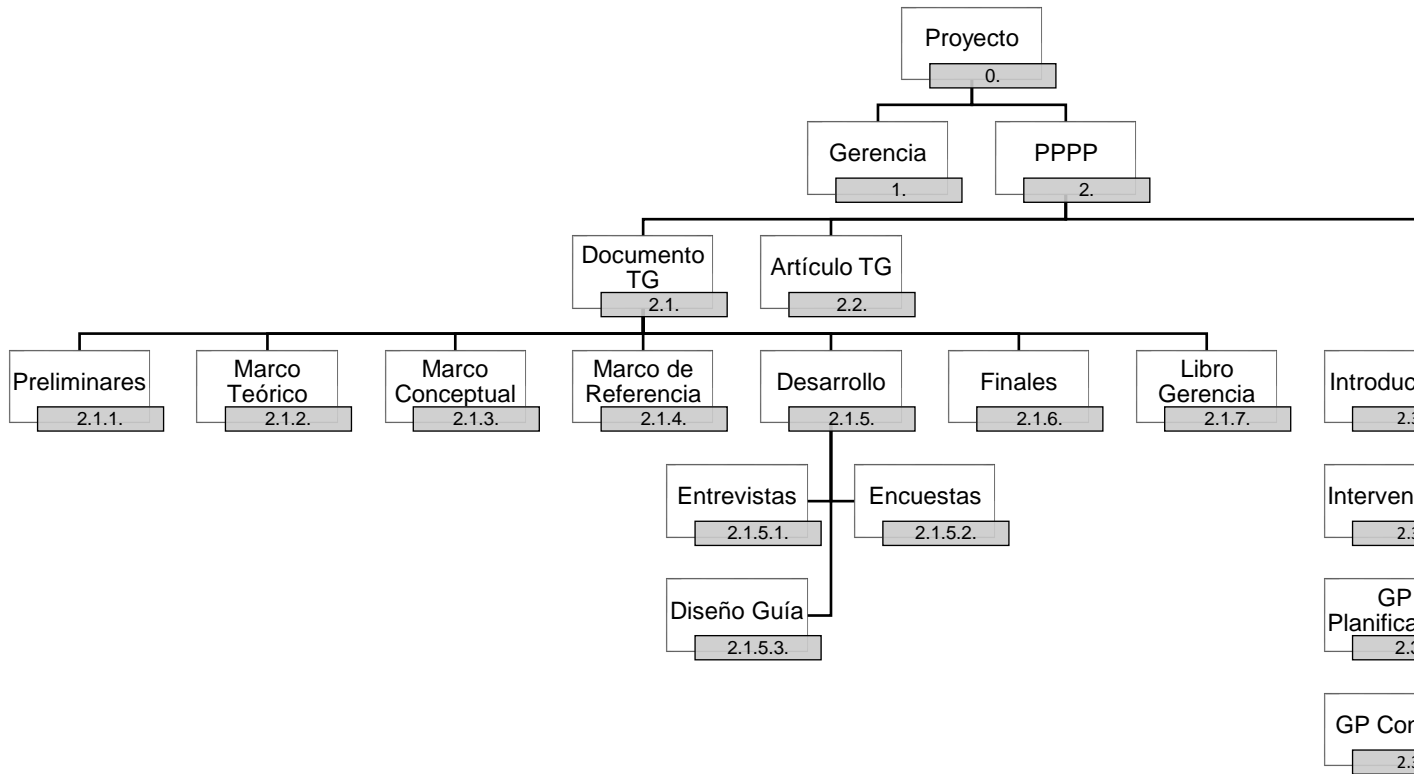 Proyecto
0.
Gerencia
1.
PPPP
2.
Documento
TG
2.1.
Artículo TG
2.2.
Preliminares
2.1.1.
Marco
Teórico
2.1.2.
Marco
Conceptual
2.1.3.
Marco de
Referencia
2.1.4.
Desarrollo
2.1.5.
Finales
2.1.6.
Libro
Gerencia
2.1.7.
Entrevistas
2.1.5.1.
Encuestas
2.1.5.2.
Diseño Guía
2.1.5.3.
GP
GP